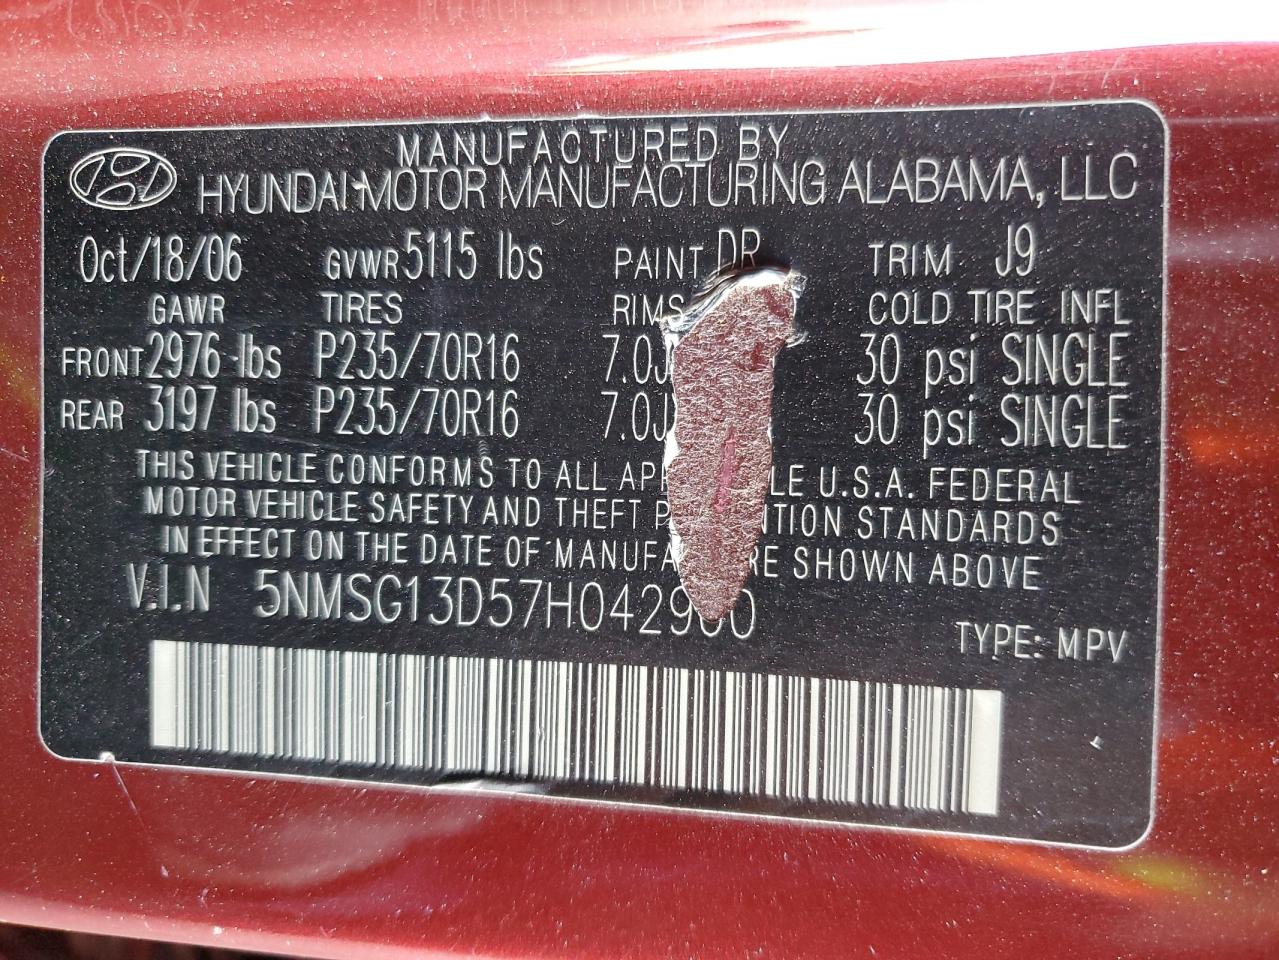 MANUFACTURED BY
HYUNDAI MOTOR MANUFACTURING ALABAMA, LLC
Oct/18/06 GVWR 5115 lbs PAINT DR TRIM J9
GAWR TIRES RIMS COLD TIRE INFL
FRONT 2976 lbs P235/70R16 7.0J 30 psi SINGLE
REAR 3197 lbs P235/70R16 7.0J 30 psi SINGLE
THIS VEHICLE CONFORMS TO ALL U.S.A. FEDERAL
MOTOR VEHICLE SAFETY AND THEFT STANDARDS
IN EFFECT ON THE DATE OF SHOWN ABOVE
V.I.N
TYPE: MPV